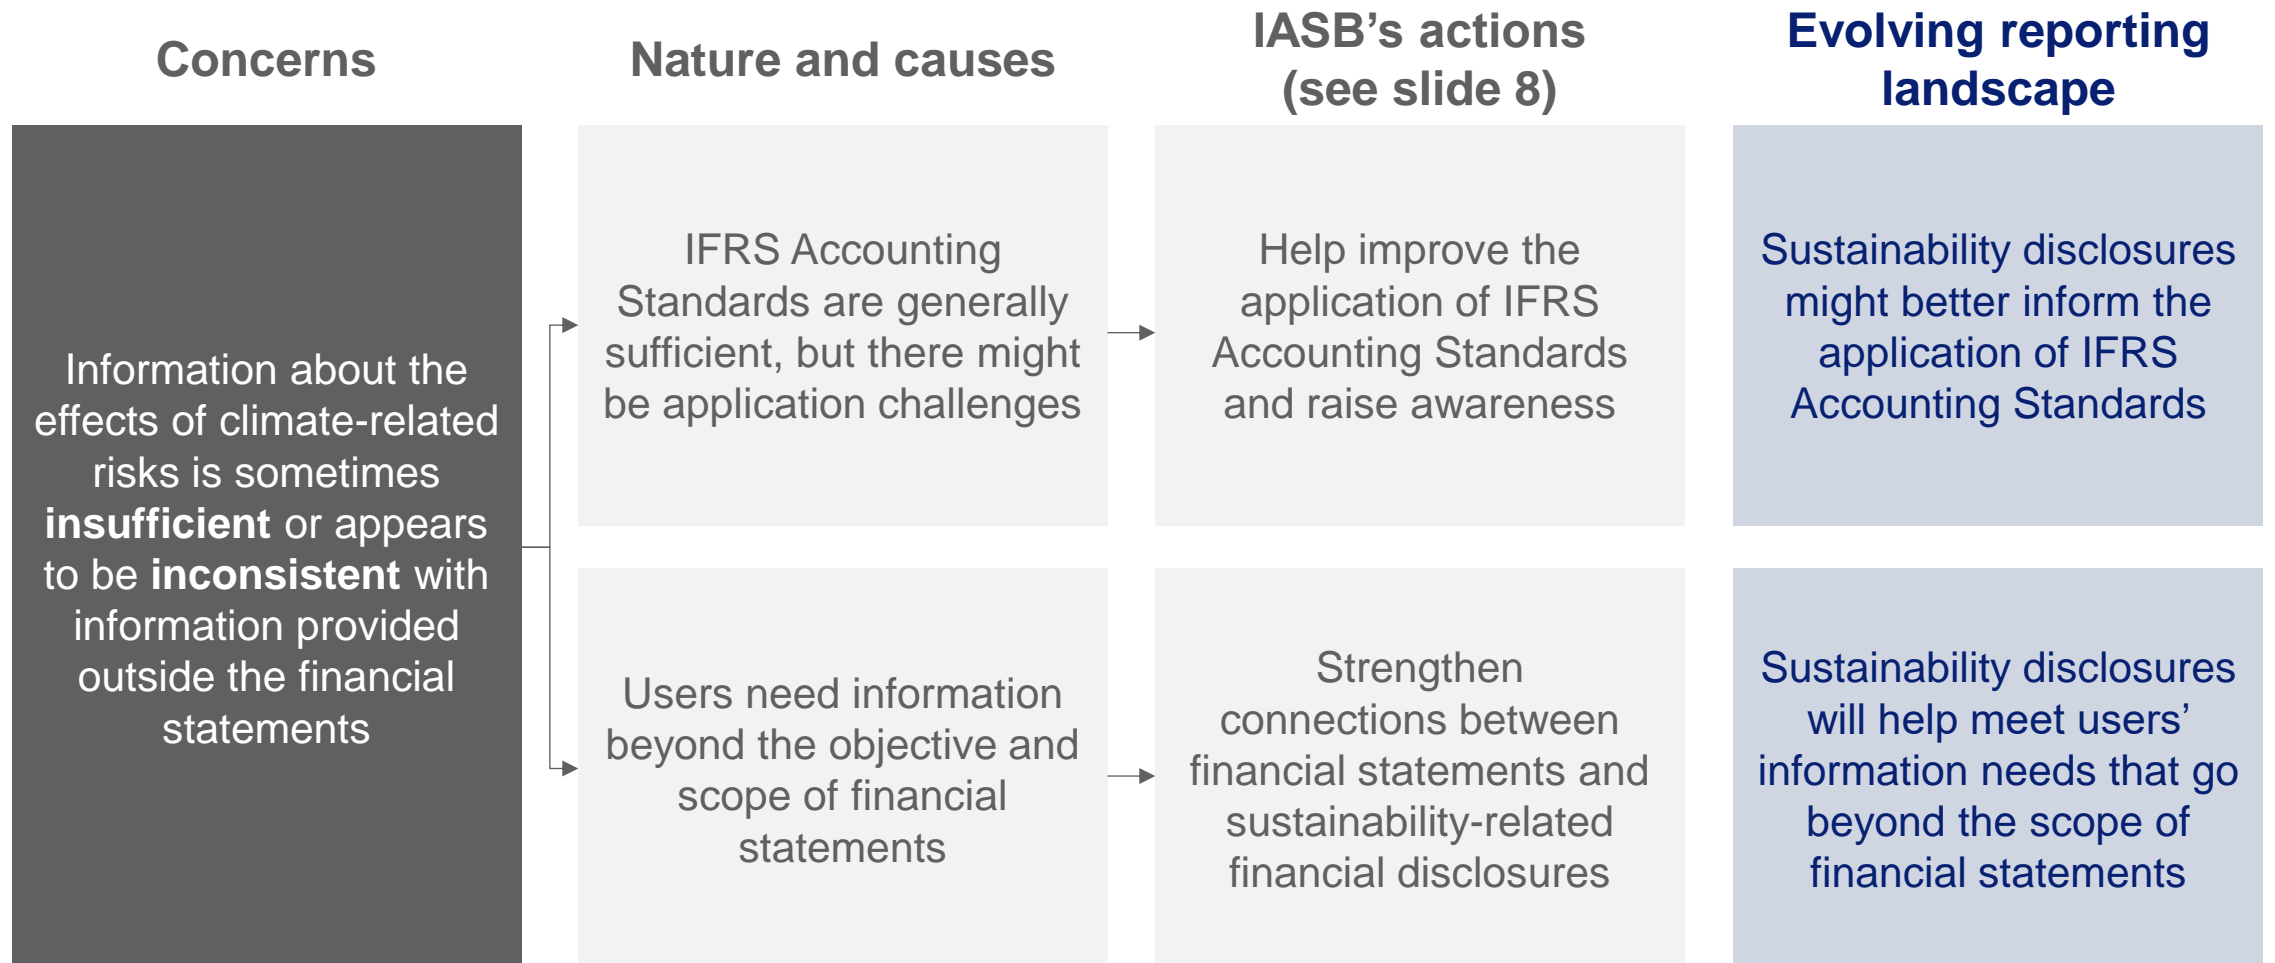 Concerns
Nature and causes
IASB’s actions
(see slide 8)
Evolving reporting
landscape
Information about the
effects of climate-related
risks is sometimes
insufficient or appears
to be inconsistent with
information provided
outside the financial
statements
IFRS Accounting
Standards are generally
sufficient, but there might
be application challenges
Help improve the
application of IFRS
Accounting Standards
and raise awareness
Sustainability disclosures
might better inform the
application of IFRS
Accounting Standards
Users need information
beyond the objective and
scope of financial
statements
Strengthen
connections between
financial statements and
sustainability-related
financial disclosures
Sustainability disclosures
will help meet users’
information needs that go
beyond the scope of
financial statements